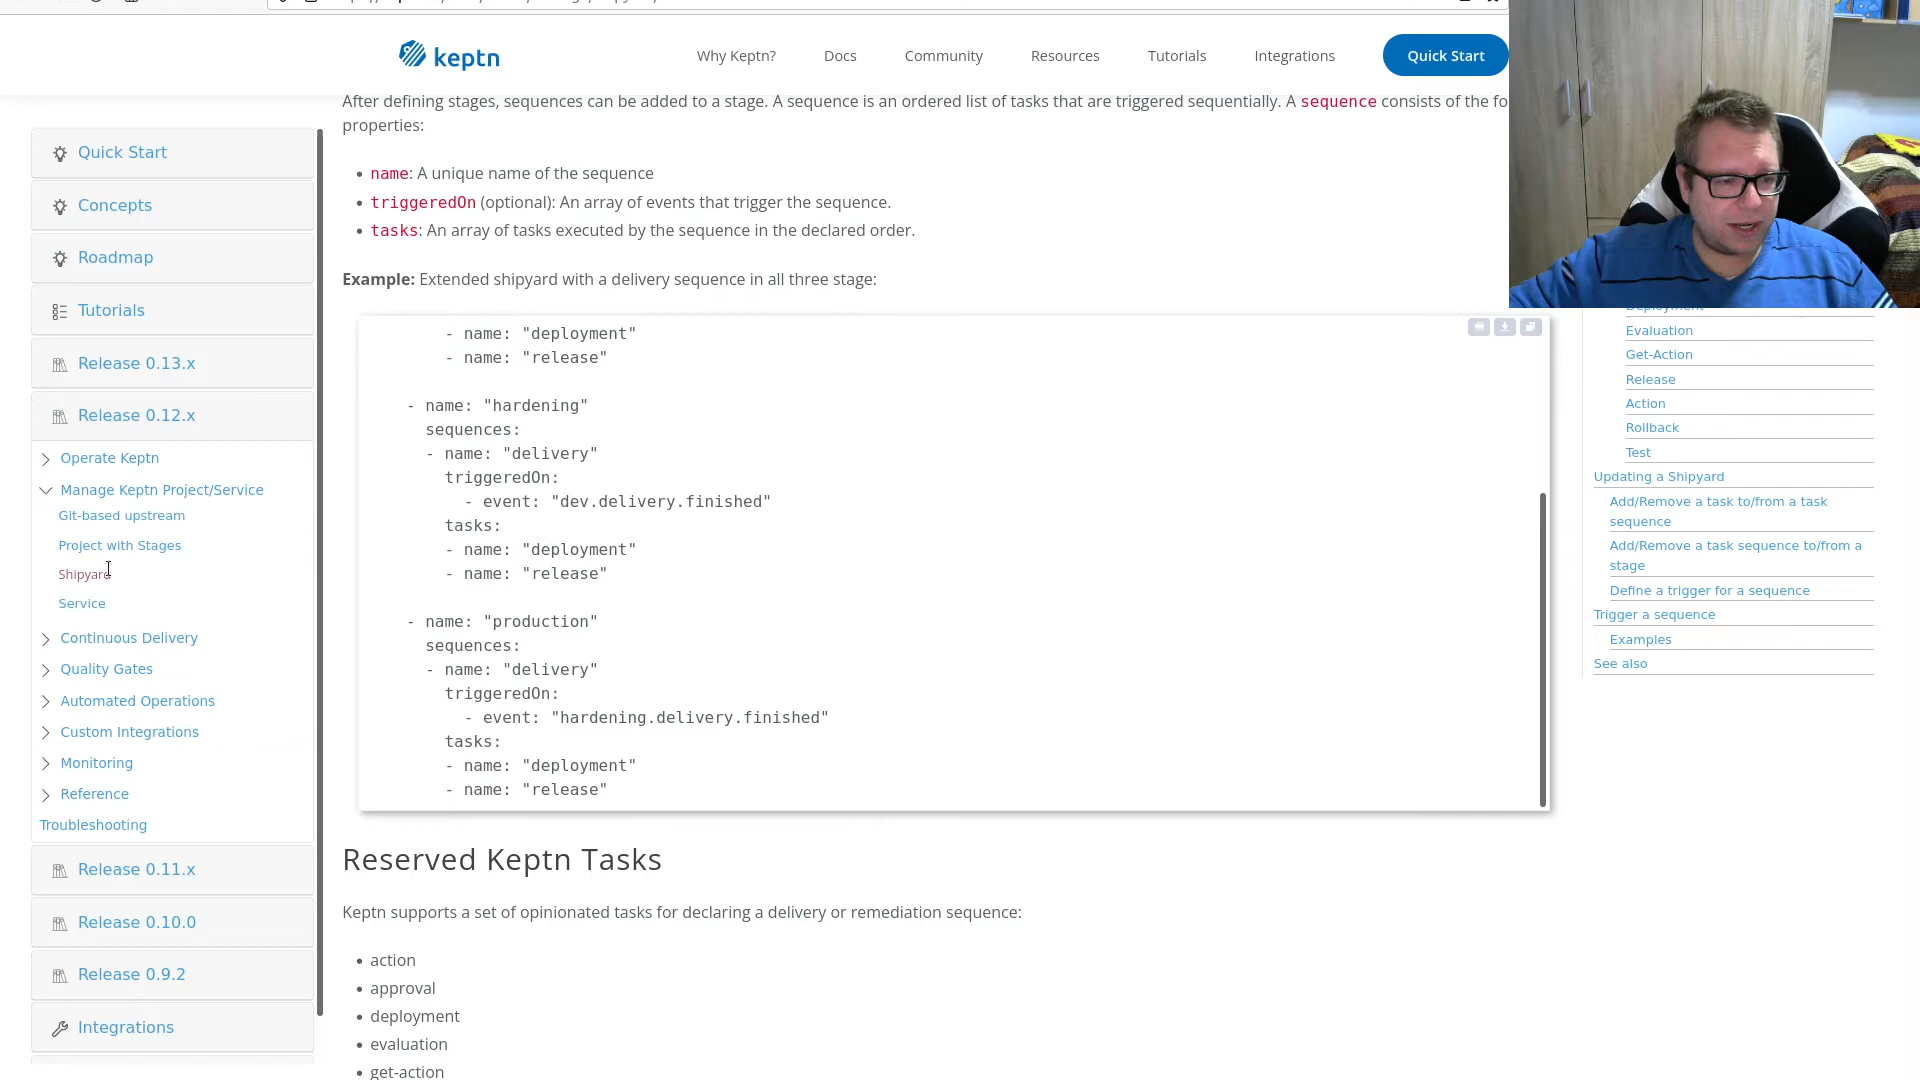 keptn
Why Keptn?
Docs
Community
Resources
Tutorials
Integrations
Quick Start
Quick Start
Concepts
Roadmap
Tutorials
Release 0.13.x
Release 0.12.x
Operate Keptn
Manage Keptn Project/Service
Git-based upstream
Project with Stages
Shipyard
Service
Continuous Delivery
Quality Gates
Automated Operations
Custom Integrations
Monitoring
Reference
Troubleshooting
Release 0.11.x
Release 0.10.0
Release 0.9.2
Integrations
After defining stages, sequences can be added to a stage. A sequence is an ordered list of tasks that are triggered sequentially. A sequence consists of the fo
properties:
• name: A unique name of the sequence
• triggeredOn (optional): An array of events that trigger the sequence.
• tasks: An array of tasks executed by the sequence in the declared order.
Example: Extended shipyard with a delivery sequence in all three stage:
- name: "deployment"
- name: "release"
- name: "hardening"
sequences:
- name: "delivery"
triggeredOn:
- event: "dev.delivery.finished"
tasks:
- name: "deployment"
- name: "release"
- name: "production"
sequences:
- name: "delivery"
triggeredOn:
- event: "hardening.delivery.finished"
tasks:
- name: "deployment"
- name: "release"
Reserved Keptn Tasks
Keptn supports a set of opinionated tasks for declaring a delivery or remediation sequence:
• action
• approval
• deployment
• evaluation
• get-action
Evaluation
Get-Action
Release
Action
Rollback
Test
Updating a Shipyard
Add/Remove a task to/from a task
sequence
Add/Remove a task sequence to/from a
stage
Define a trigger for a sequence
Trigger a sequence
Examples
See also